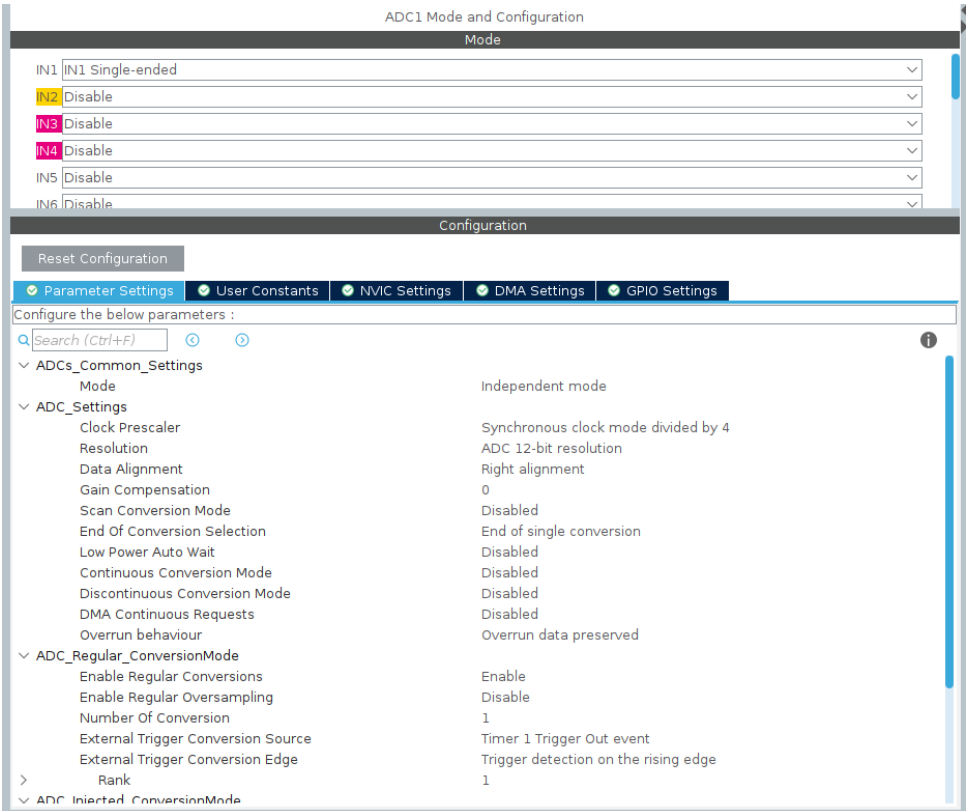 ADC1 Mode and Configuration
Mode
IN1 IN1 Single-ended
IN2 Disable
IN3 Disable
IN4 Disable
IN5 Disable
IN6 Disable
Configuration
Reset Configuration
Parameter Settings User Constants NVIC Settings DMA Settings GPIO Settings
Configure the below parameters :
Search (Ctrl+F)
ADCs_Common_Settings
Mode Independent mode
ADC_Settings
Clock Prescaler Synchronous clock mode divided by 4
Resolution ADC 12-bit resolution
Data Alignment Right alignment
Gain Compensation 0
Scan Conversion Mode Disabled
End Of Conversion Selection End of single conversion
Low Power Auto Wait Disabled
Continuous Conversion Mode Disabled
Discontinuous Conversion Mode Disabled
DMA Continuous Requests Disabled
Overrun behaviour Overrun data preserved
ADC_Regular_ConversionMode
Enable Regular Conversions Enable
Enable Regular Oversampling Disable
Number Of Conversion 1
External Trigger Conversion Source Timer 1 Trigger Out event
External Trigger Conversion Edge Trigger detection on the rising edge
Rank 1
ADC_Injected_ConversionMode